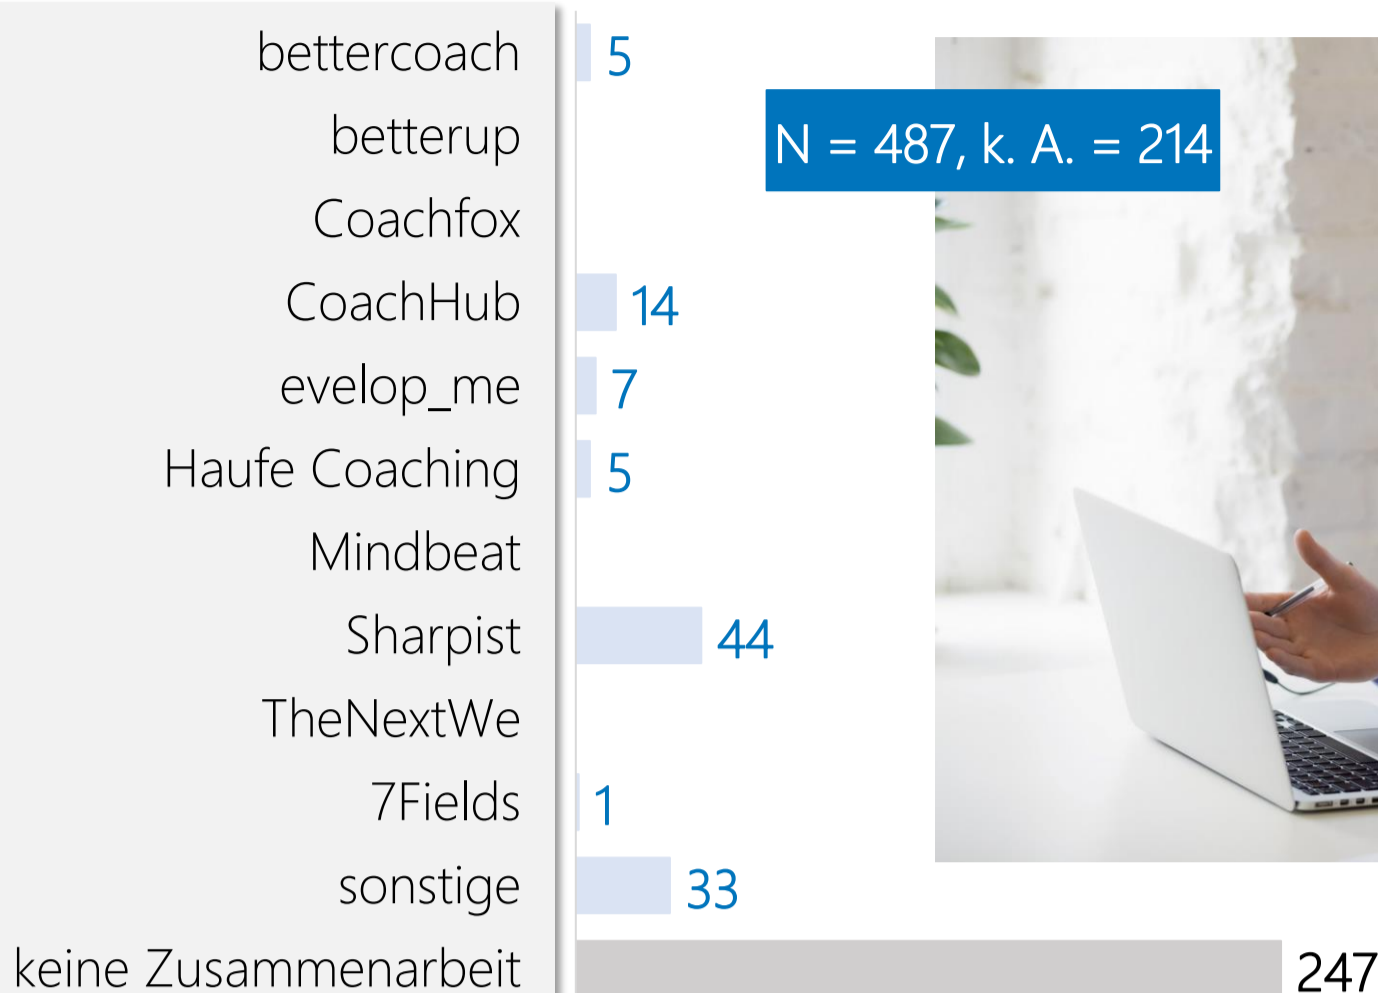 bettercoach 5
N = 487, k. A. = 214
betterup
Coachfox
CoachHub 14
evelop_me 7
Haufe Coaching 5
Mindbeat
Sharpist 44
TheNextWe
7Fields 1
sonstige 33
keine Zusammenarbeit 247